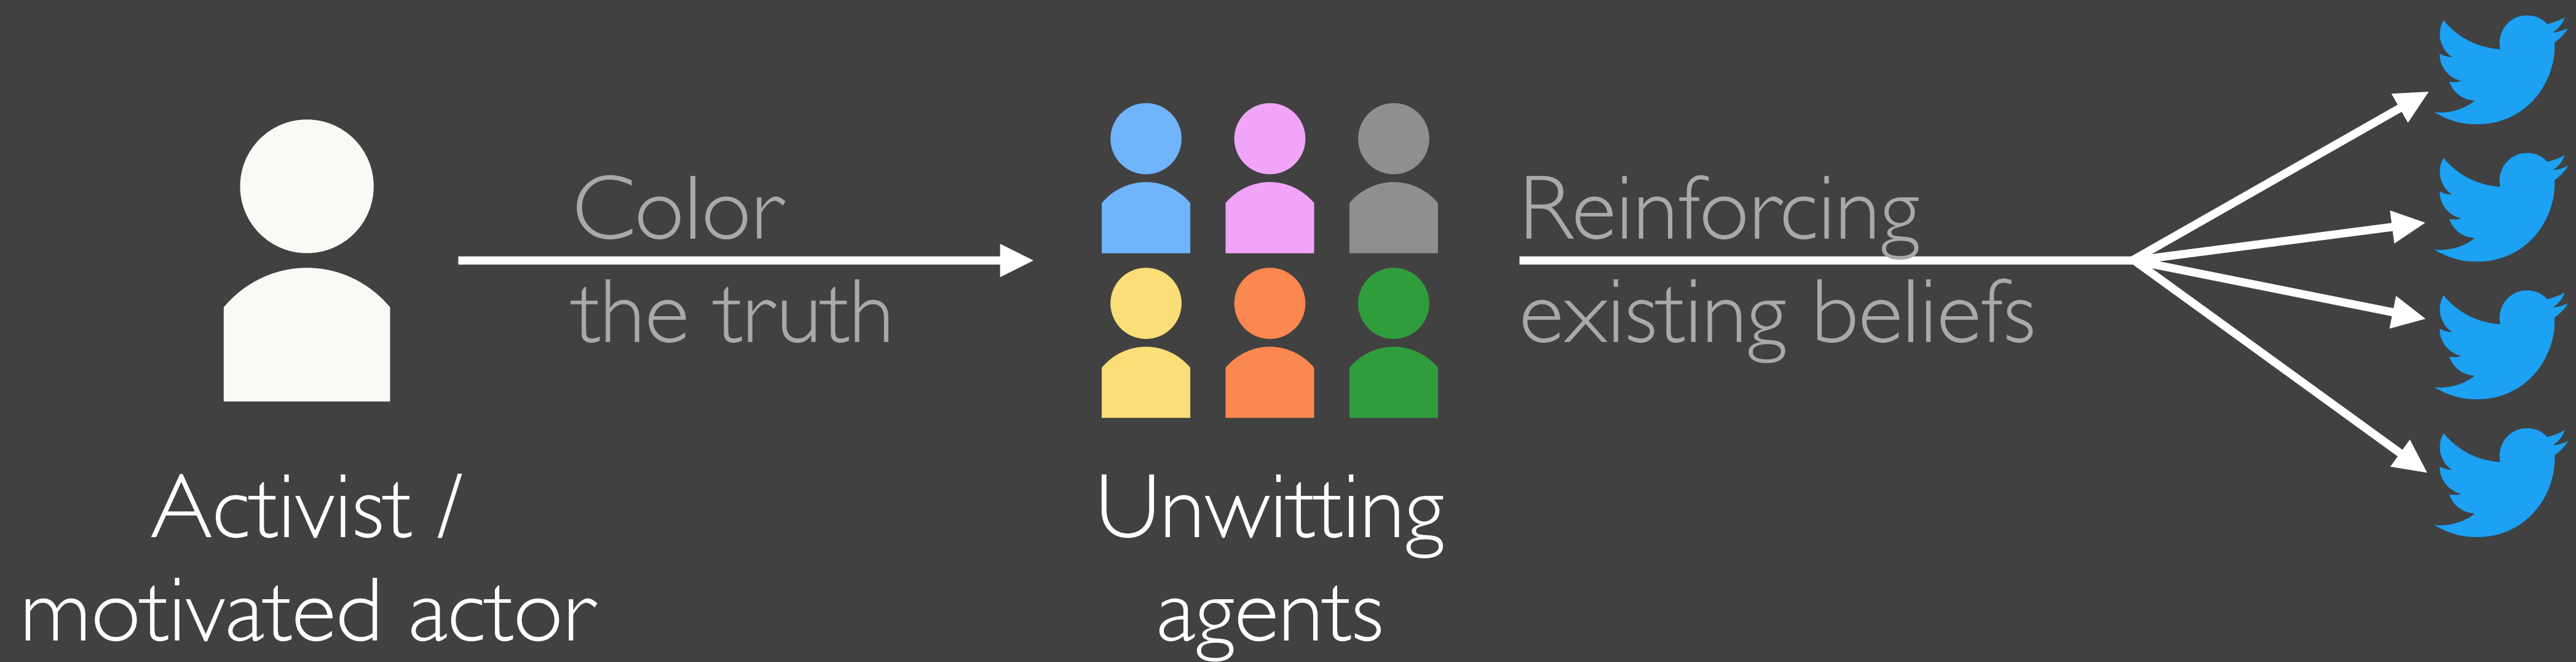 Color
the truth
Reinforcing
existing beliefs
Activist /
motivated actor
Unwitting
agents